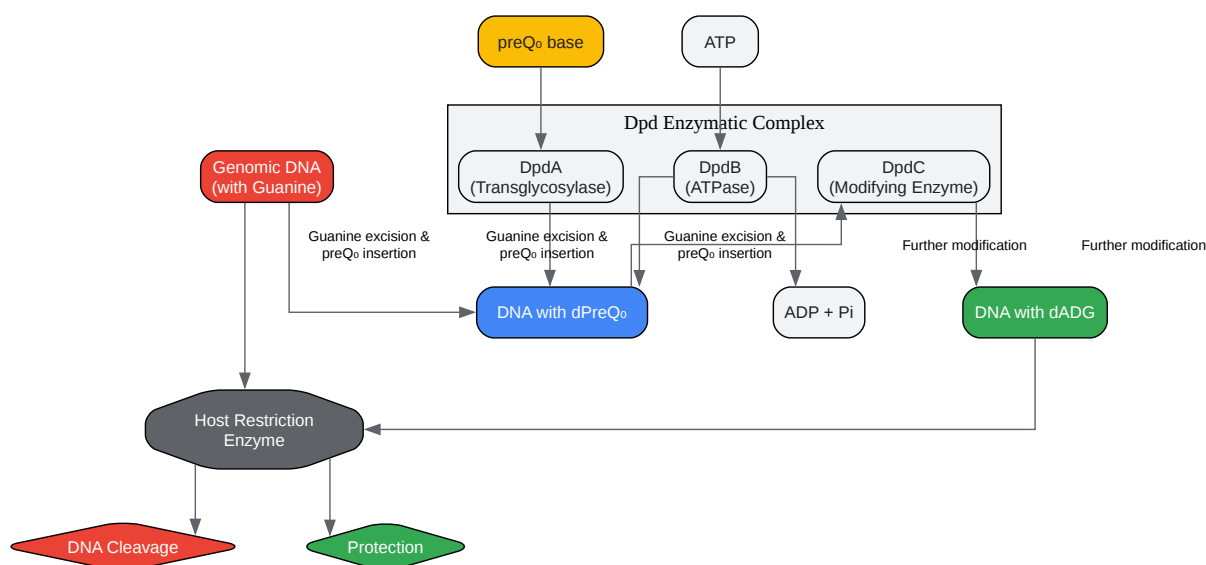 preQ₀ base
ATP
Dpd Enzymatic Complex
Genomic DNA
(with Guanine)
DpdA
(Transglycosylase)
DpdB
(ATPase)
DpdC
(Modifying Enzyme)
Guanine excision &
preQ₀ insertion
Guanine excision &
preQ₀ insertion
Guanine excision &
preQ₀ insertion
Further modification
Further modification
DNA with dPreQ₀
ADP + Pi
DNA with dADG
Host Restriction
Enzyme
DNA Cleavage
Protection